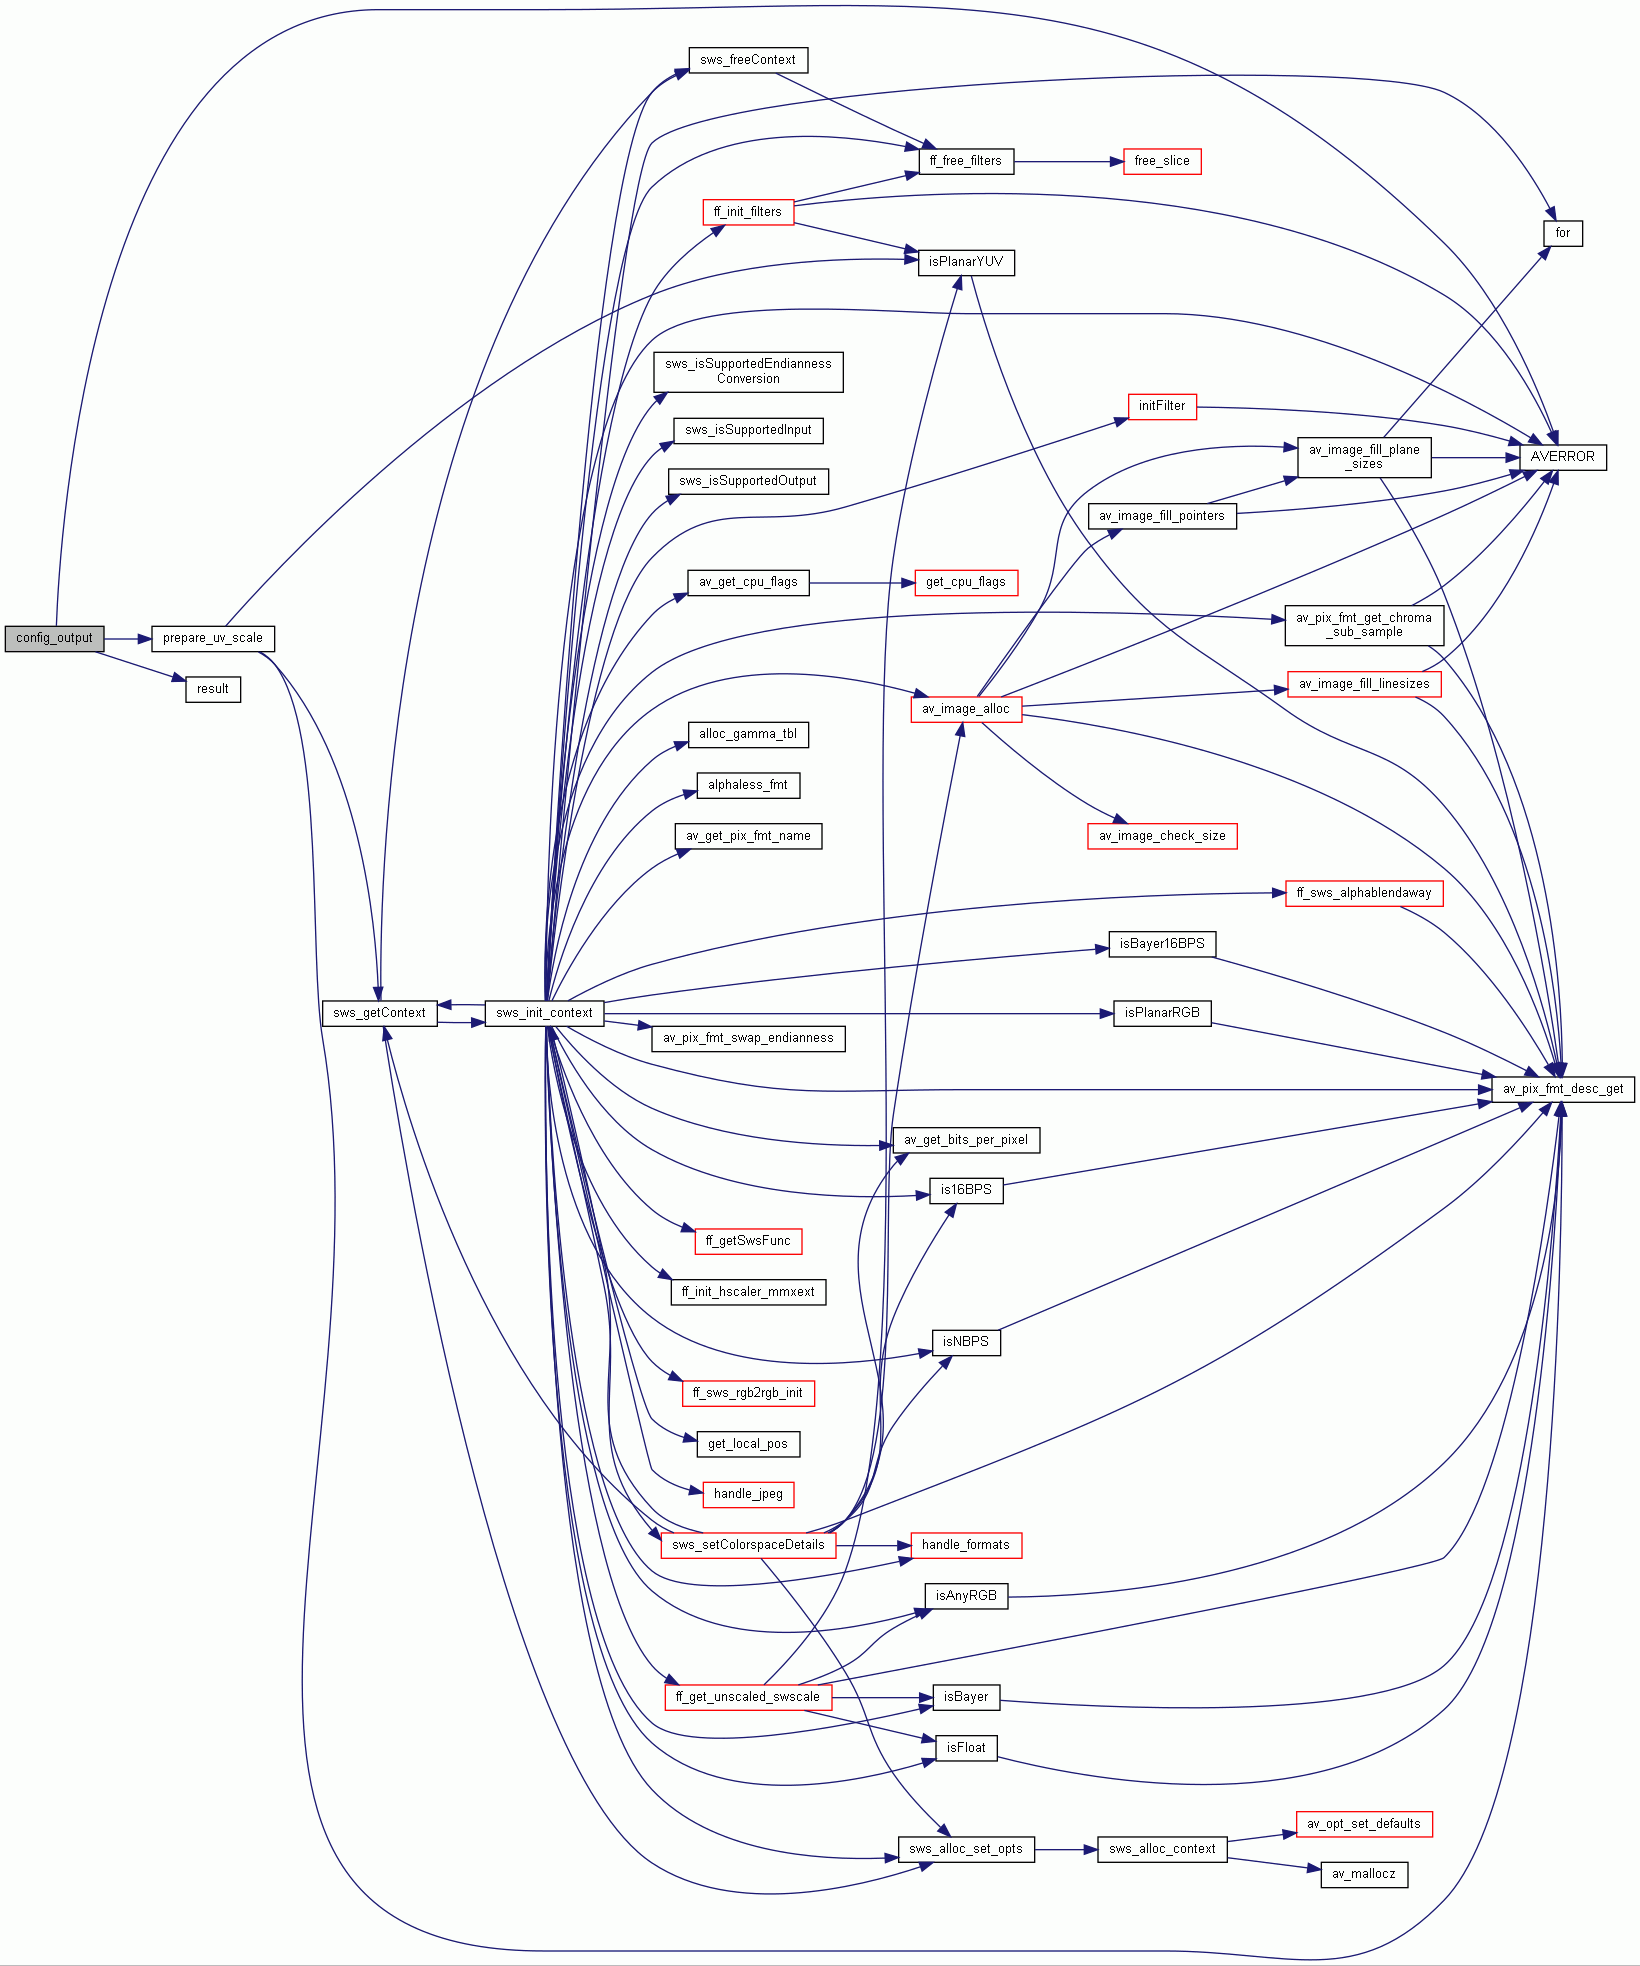 sws_freeContext
ff_free_filters
free_slice
ff_init_filters
for
isPlanarYUV
sws_isSupportedEndianness
Conversion
initFilter
sws_isSupportedInput
av_image_fill_plane
_sizes
AVERROR
sws_isSupportedOutput
av_image_fill_pointers
av_get_cpu_flags
get_cpu_flags
av_pix_fmt_get_chroma
_sub_sample
config_output
prepare_uv_scale
result
av_image_fill_linesizes
av_image_alloc
alloc_gamma_tbl
alphaless_fmt
av_get_pix_fmt_name
av_image_check_size
ff_sws_alphablendaway
isBayer16BPS
sws_getContext
sws_init_context
isPlanarRGB
av_pix_fmt_swap_endianness
av_pix_fmt_desc_get
av_get_bits_per_pixel
is16BPS
ff_getSwsFunc
ff_init_hscaler_mmxext
isNBPS
ff_sws_rgb2rgb_init
get_local_pos
handle_jpeg
sws_setColorspaceDetails
handle_formats
isAnyRGB
ff_get_unscaled_swscale
isBayer
isFloat
av_opt_set_defaults
sws_alloc_set_opts
sws_alloc_context
av_mallocz